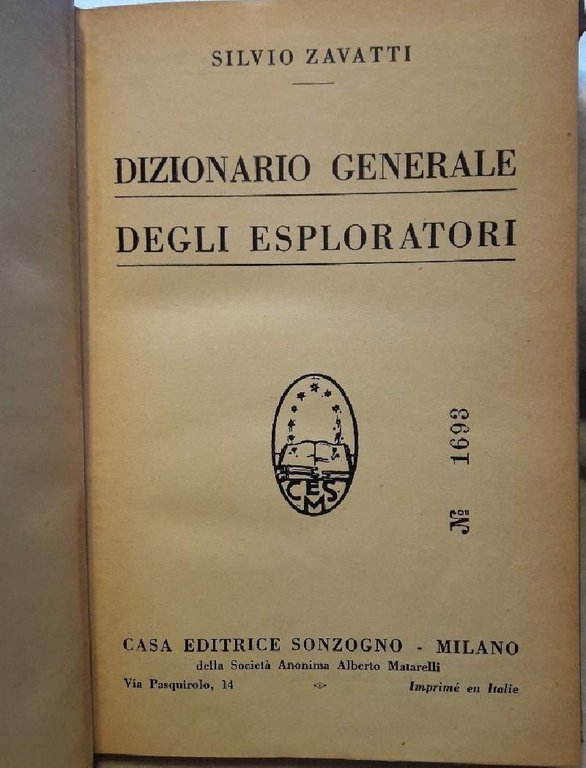 SILVIO ZAVATTI
DIZIONARIO GENERALE
DEGLI ESPLORATORI
CESM
№ 1693
CASA EDITRICE SONZOGNO - MILANO
della Società Anonima Alberto Matarelli
Via Pasquirolo, 14
Imprimé en Italie